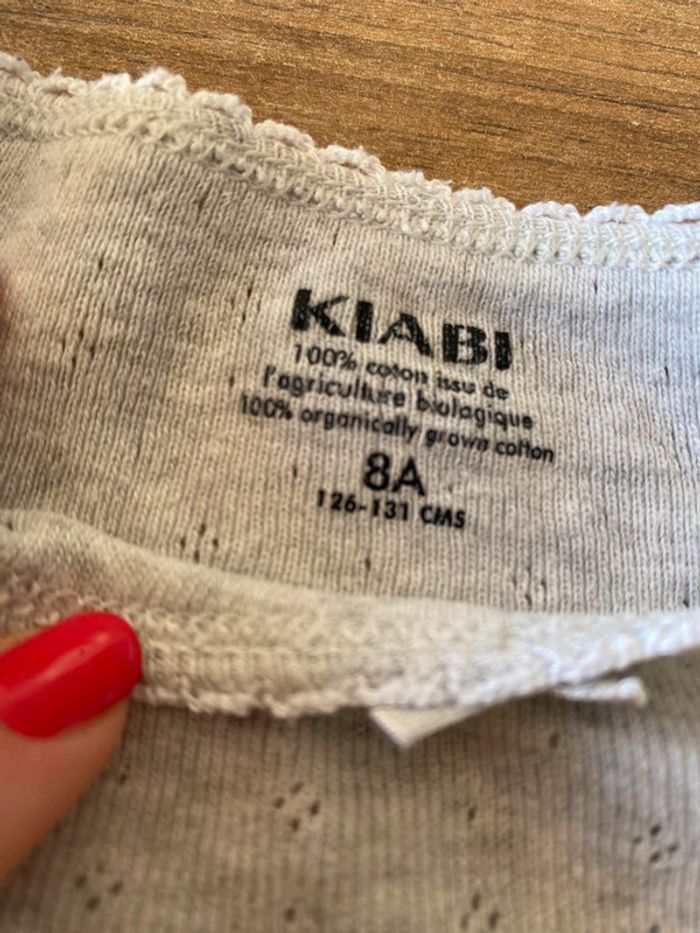 KIABI
100% coton issu de
l'agriculture biologique
100% organically grown cotton
8A
126-131 CMS